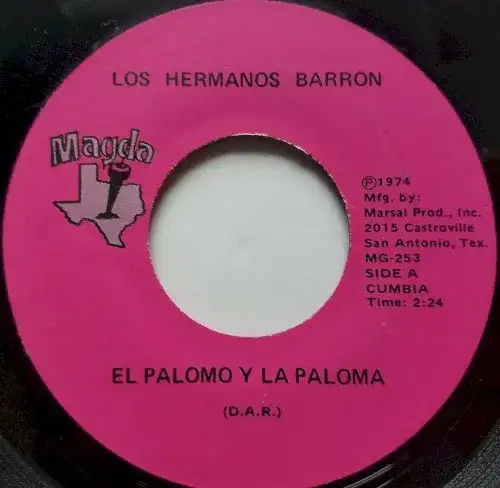 LOS HERMANOS BARRON
Magda
℗1974
Mfg. by:
Marsal Prod., Inc.
2015 Castroville
San Antonio, Tex.
MG-253
SIDE A
CUMBIA
Time: 2:24
EL PALOMO Y LA PALOMA
(D.A.R.)